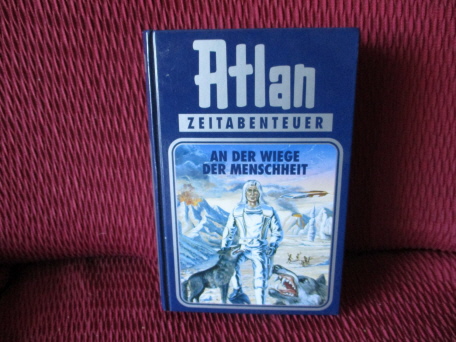 Atlan
ZEITABENTEUER
AN DER WIEGE
DER MENSCHHEIT